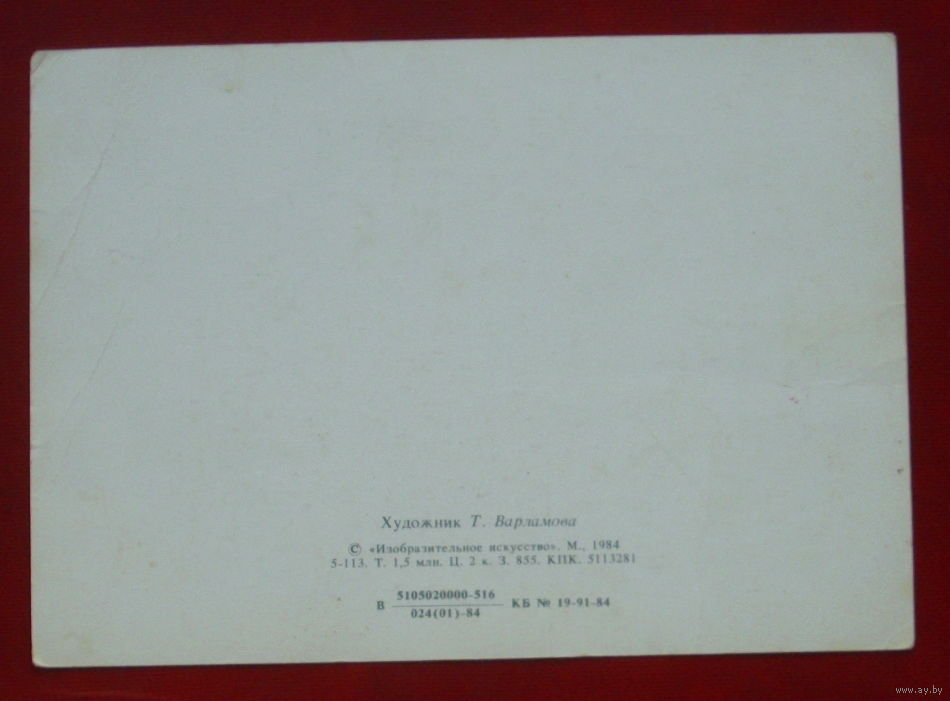 Художник Т. Варламова
© «Изобразительное искусство». М., 1984
5-113. Т. 1,5 млн. Ц. 2 к. З. 855. КПК. 5113281
В 5105020000-516 КБ № 19-91-84
024(01)-84
www.ay.by